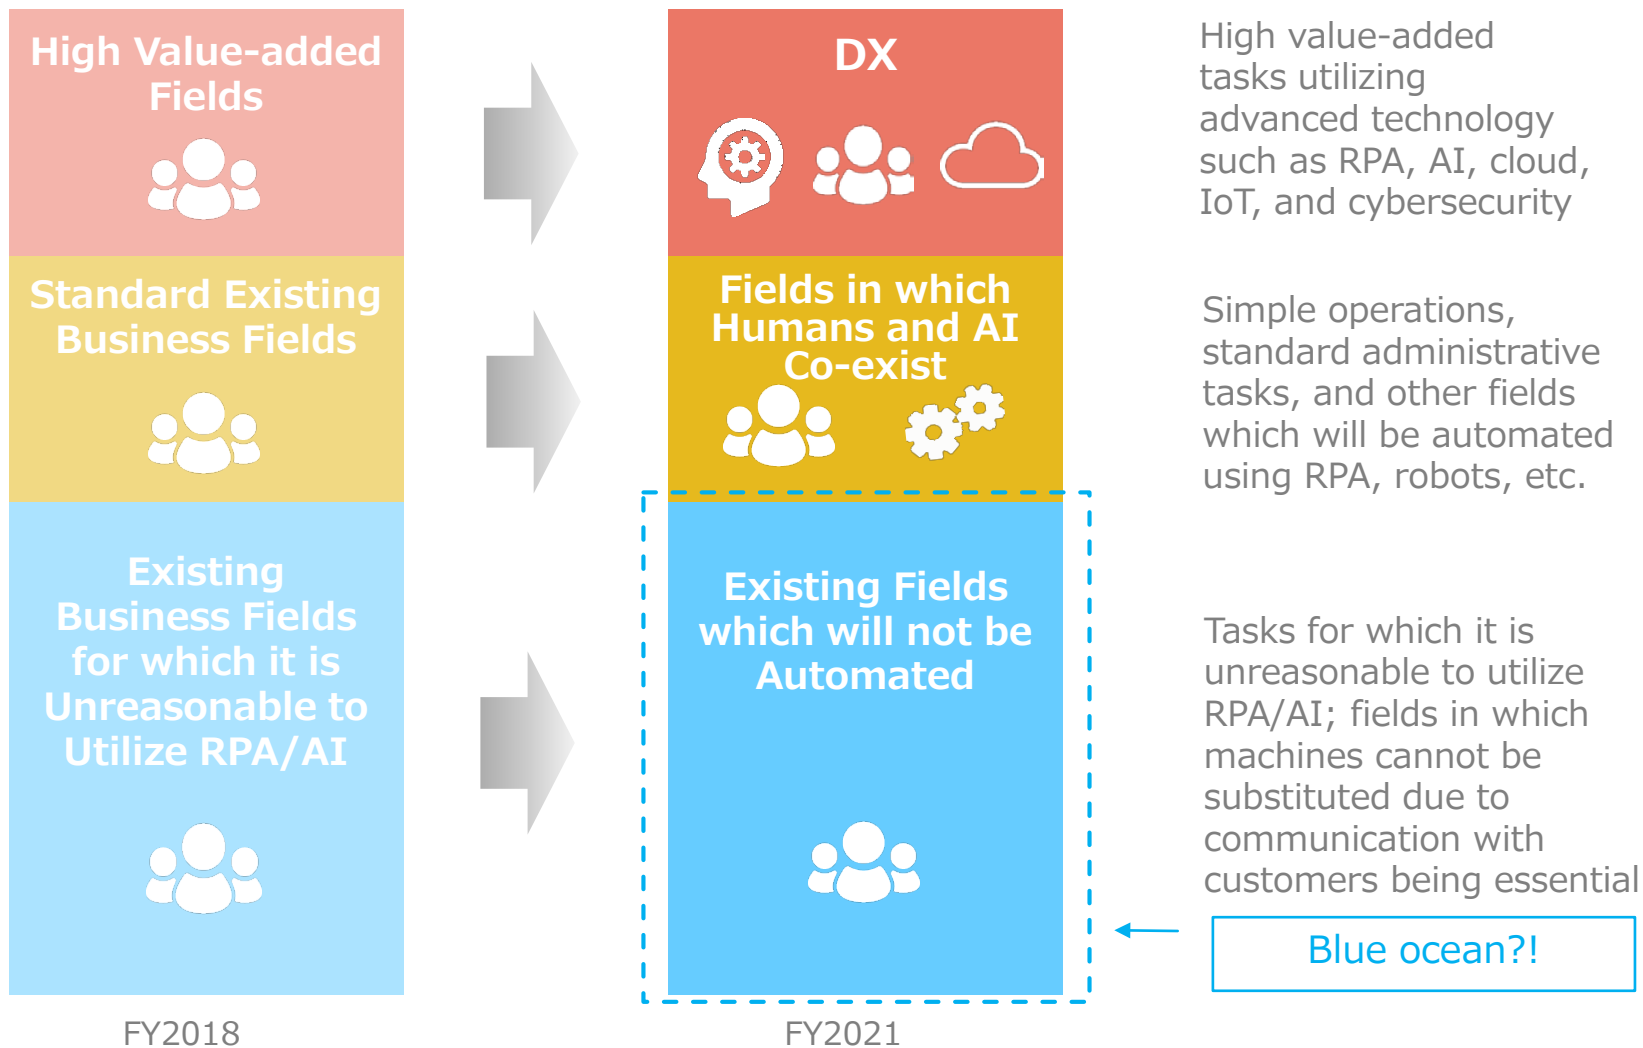 High Value-added
Fields
DX
High value-added
tasks utilizing
advanced technology
such as RPA, AI, cloud,
IoT, and cybersecurity
Standard Existing
Business Fields
Fields in which
Humans and AI
Co-exist
Simple operations,
standard administrative
tasks, and other fields
which will be automated
using RPA, robots, etc.
Existing
Business Fields
for which it is
Unreasonable to
Utilize RPA/AI
Existing Fields
which will not be
Automated
Tasks for which it is
unreasonable to utilize
RPA/AI; fields in which
machines cannot be
substituted due to
communication with
customers being essential
Blue ocean?!
FY2018
FY2021